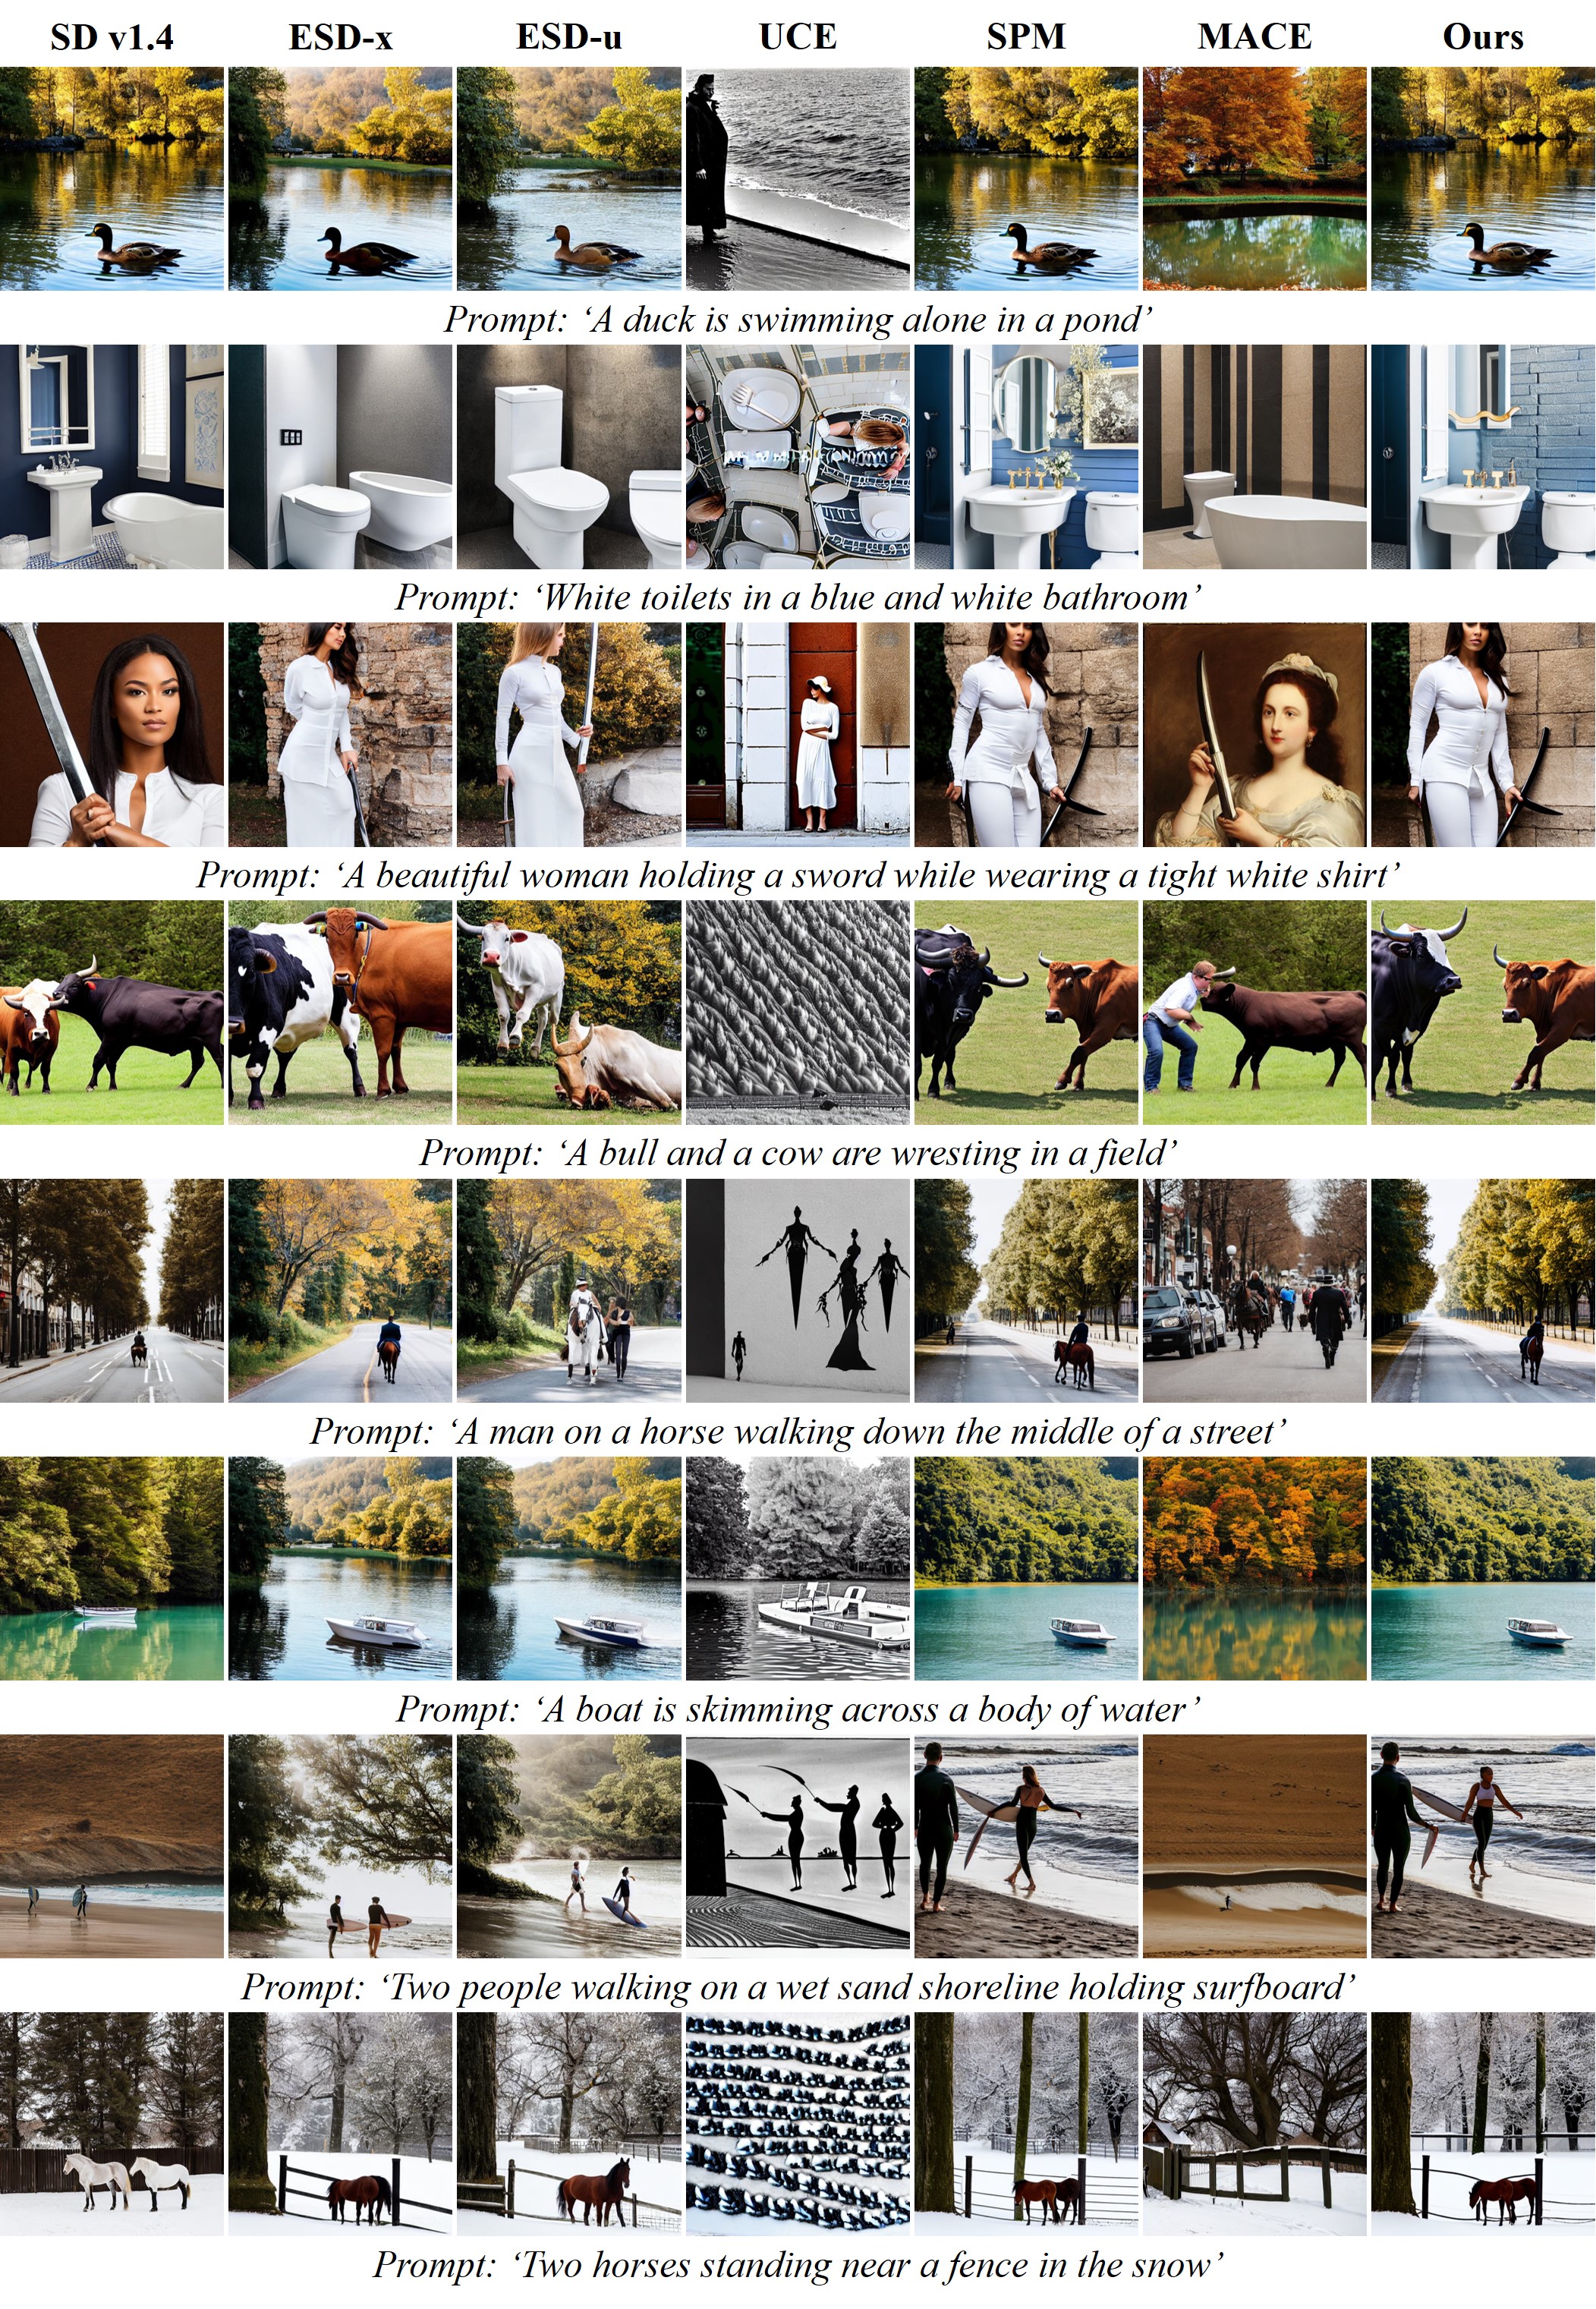 SD v1.4 ESD-x ESD-u UCE SPM MACE Ours
Prompt: ‘A duck is swimming alone in a pond’
Prompt: ‘White toilets in a blue and white bathroom’
Prompt: ‘A beautiful woman holding a sword while wearing a tight white shirt’
Prompt: ‘A bull and a cow are wresting in a field’
Prompt: ‘A man on a horse walking down the middle of a street’
Prompt: ‘A boat is skimming across a body of water’
Prompt: ‘Two people walking on a wet sand shoreline holding surfboard’
Prompt: ‘Two horses standing near a fence in the snow’